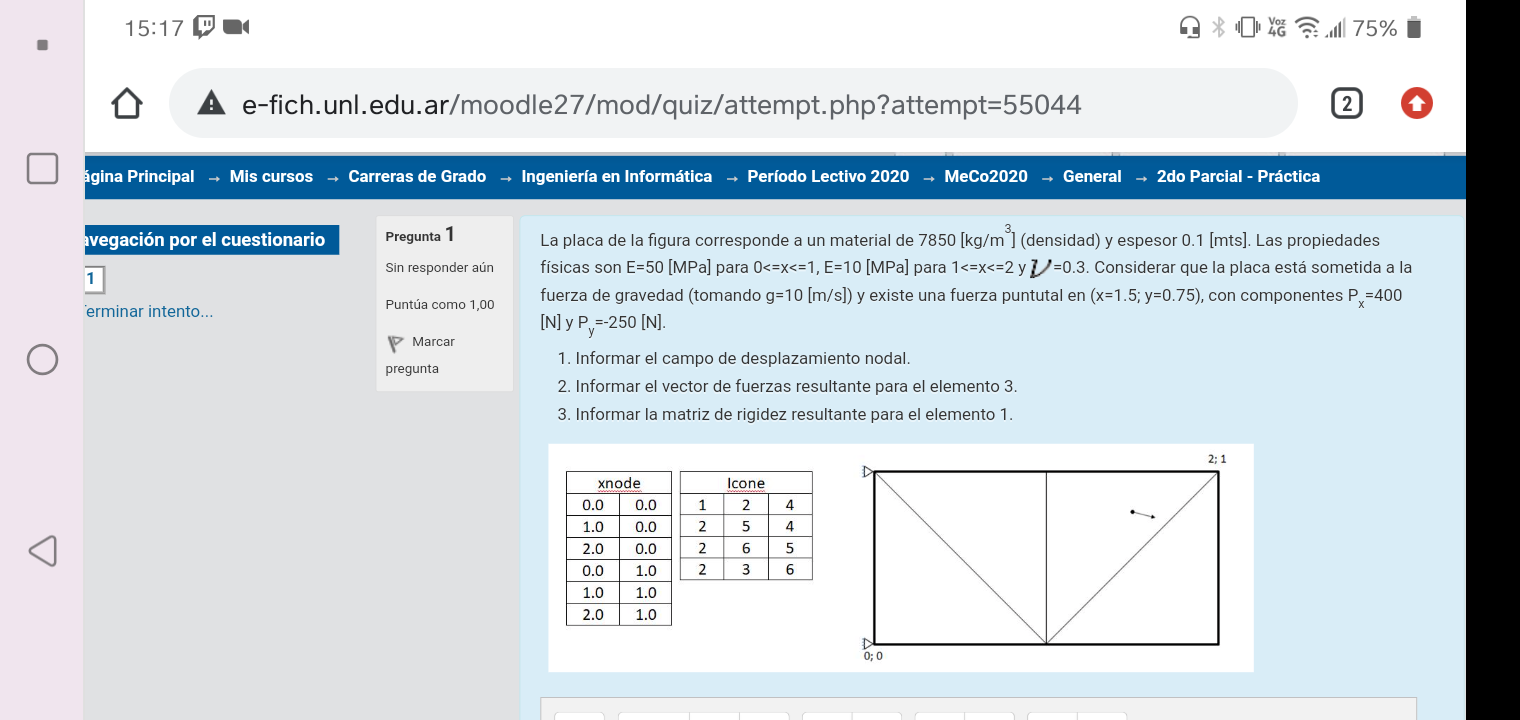 15:17
Voz 4G 75%
e-fich.unl.edu.ar/moodle27/mod/quiz/attempt.php?attempt=55044
2
ágina Principal → Mis cursos → Carreras de Grado → Ingeniería en Informática → Período Lectivo 2020 → MeCo2020 → General → 2do Parcial - Práctica
avegación por el cuestionario
1
Terminar intento...
Pregunta 1
Sin responder aún
Puntúa como 1,00
Marcar
pregunta
La placa de la figura corresponde a un material de 7850 [kg/m3] (densidad) y espesor 0.1 [mts]. Las propiedades
físicas son E=50 [MPa] para 0<=x<=1, E=10 [MPa] para 1<=x<=2 y ν=0.3. Considerar que la placa está sometida a la
fuerza de gravedad (tomando g=10 [m/s]) y existe una fuerza puntutal en (x=1.5; y=0.75), con componentes Px=400
[N] y Py=-250 [N].
1. Informar el campo de desplazamiento nodal.
2. Informar el vector de fuerzas resultante para el elemento 3.
3. Informar la matriz de rigidez resultante para el elemento 1.
xnode
0.0 0.0
1.0 0.0
2.0 0.0
0.0 1.0
1.0 1.0
2.0 1.0
Icone
1 2 4
2 5 4
2 6 5
2 3 6
2; 1
0; 0